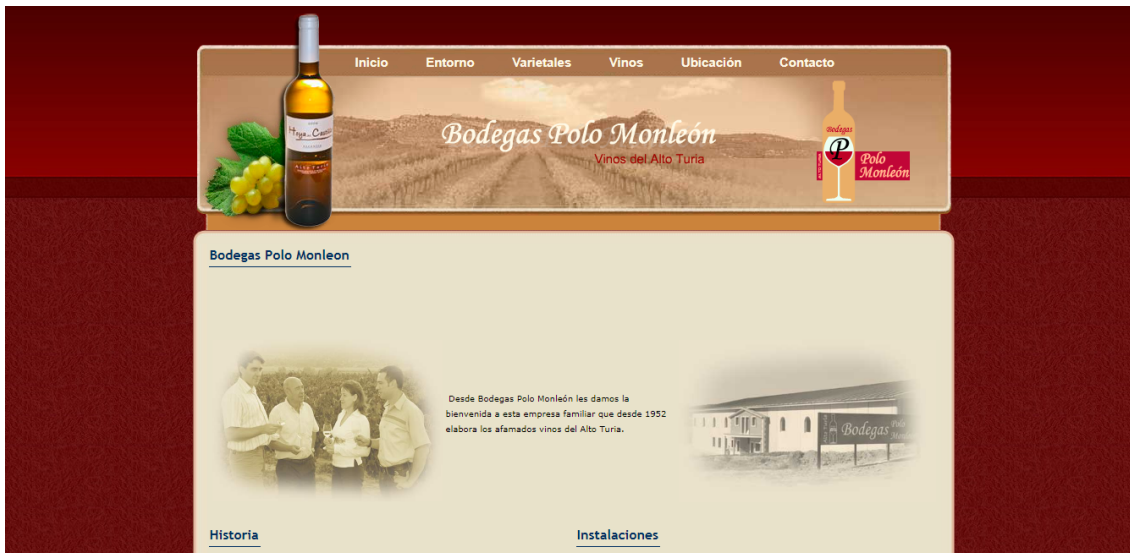 Inicio Entorno Varietales Vinos Ubicación Contacto
Bodegas Polo Monleón
Vinos del Alto Turia
Bodegas
P
Polo
Monleón
Bodegas Polo Monleon
Desde Bodegas Polo Monleón les damos la
bienvenida a esta empresa familiar que desde 1952
elabora los afamados vinos del Alto Turia.
Bodegas Polo
Historia
Instalaciones